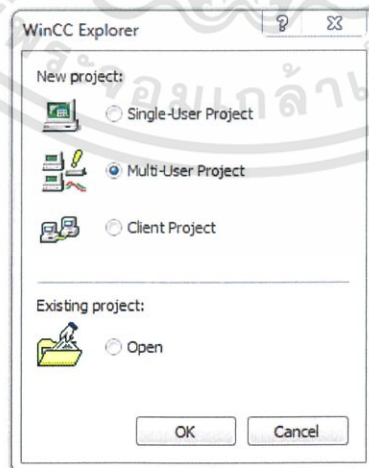 WinCC Explorer
New project:
Single-User Project
Multi-User Project
Client Project
Existing project:
Open
OK
Cancel